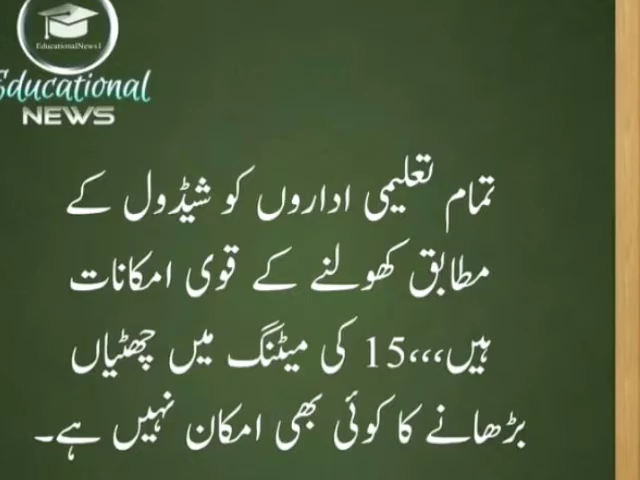 EducationalNews1
Educational
NEWS
تمام تعلیمی اداروں کو شیڈول کے
مطابق کھولنے کے قوی امکانات
ہیں،،،15 کی میٹنگ میں چھٹیاں
بڑھانے کا کوئی بھی امکان نہیں ہے۔